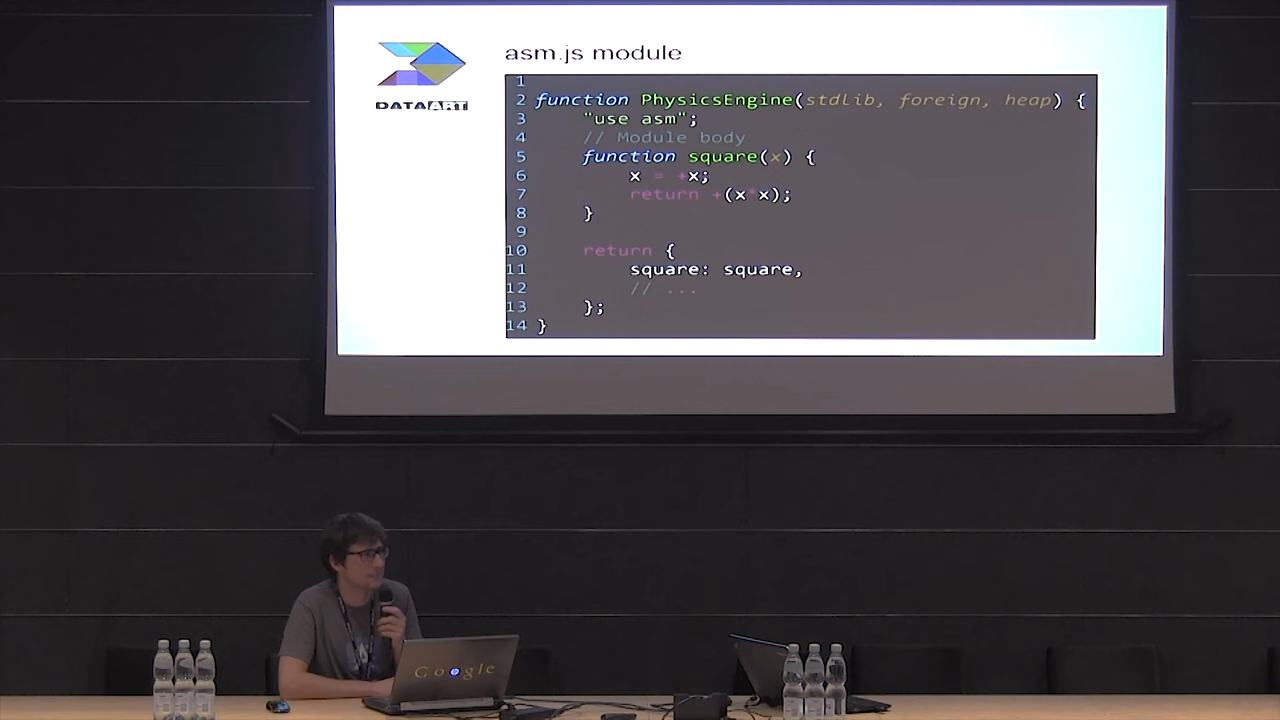 asm.js module
DATAART
1
2 function PhysicsEngine(stdlib, foreign, heap) {
3 "use asm";
4 // Module body
5 function square(x) {
6 x = +x;
7 return +(x*x);
8 }
9
10 return {
11 square: square,
12 // ...
13 };
14 }
Google